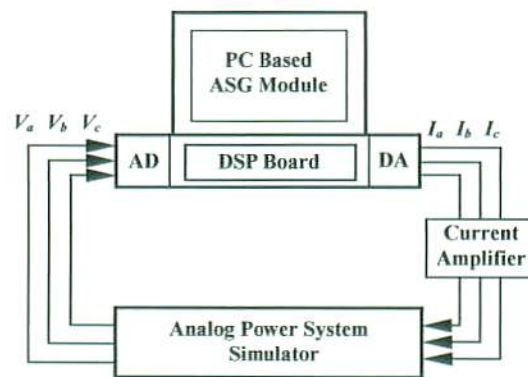 PC Based
ASG Module
Va Vb Vc
Ia Ib Ic
AD
DSP Board
DA
Current
Amplifier
Analog Power System
Simulator